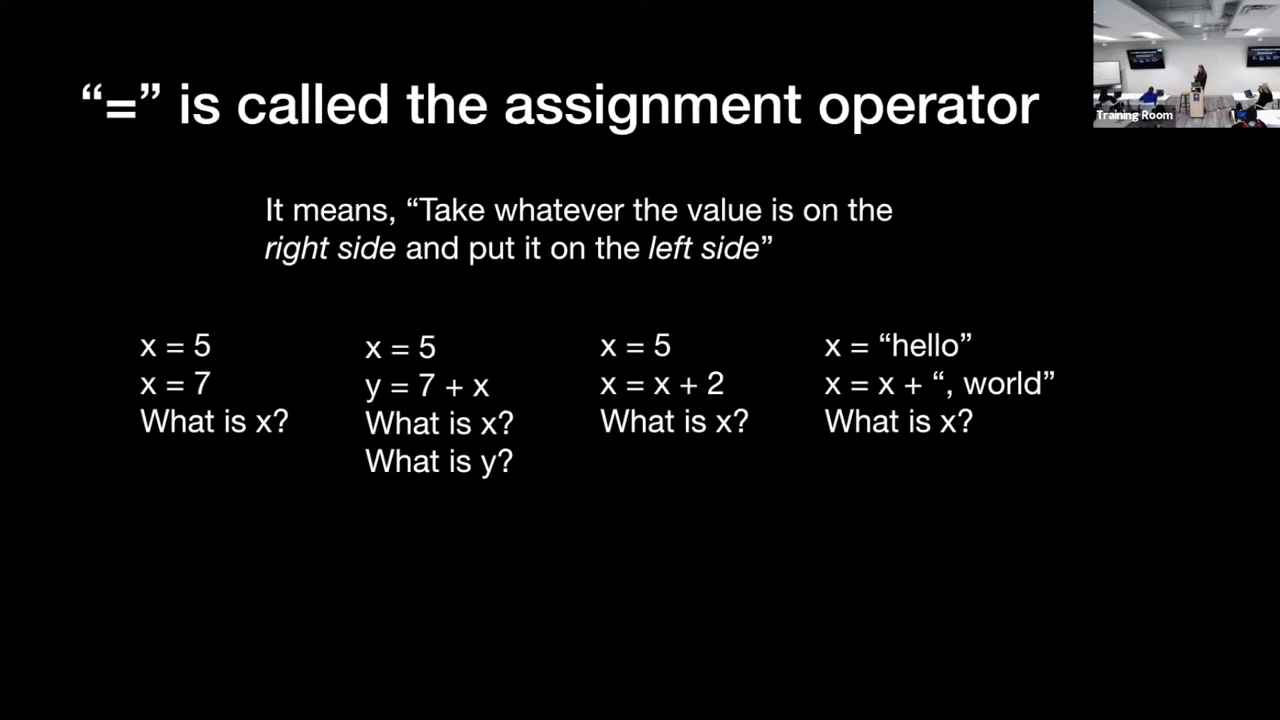 “=” is called the assignment operator
Training Room
It means, “Take whatever the value is on the
right side and put it on the left side”
x = 5
x = 7
What is x?
x = 5
y = 7 + x
What is x?
What is y?
x = 5
x = x + 2
What is x?
x = “hello”
x = x + “, world”
What is x?